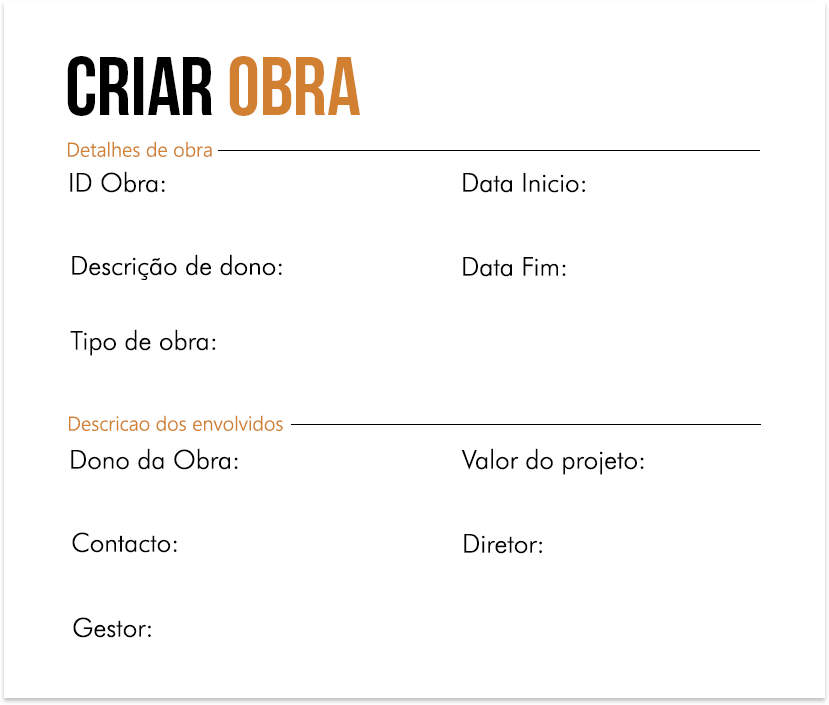 CRIAR OBRA
Detalhes de obra
ID Obra: Data Inicio:
Descrição de dono: Data Fim:
Tipo de obra:
Descricao dos envolvidos
Dono da Obra: Valor do projeto:
Contacto: Diretor:
Gestor: